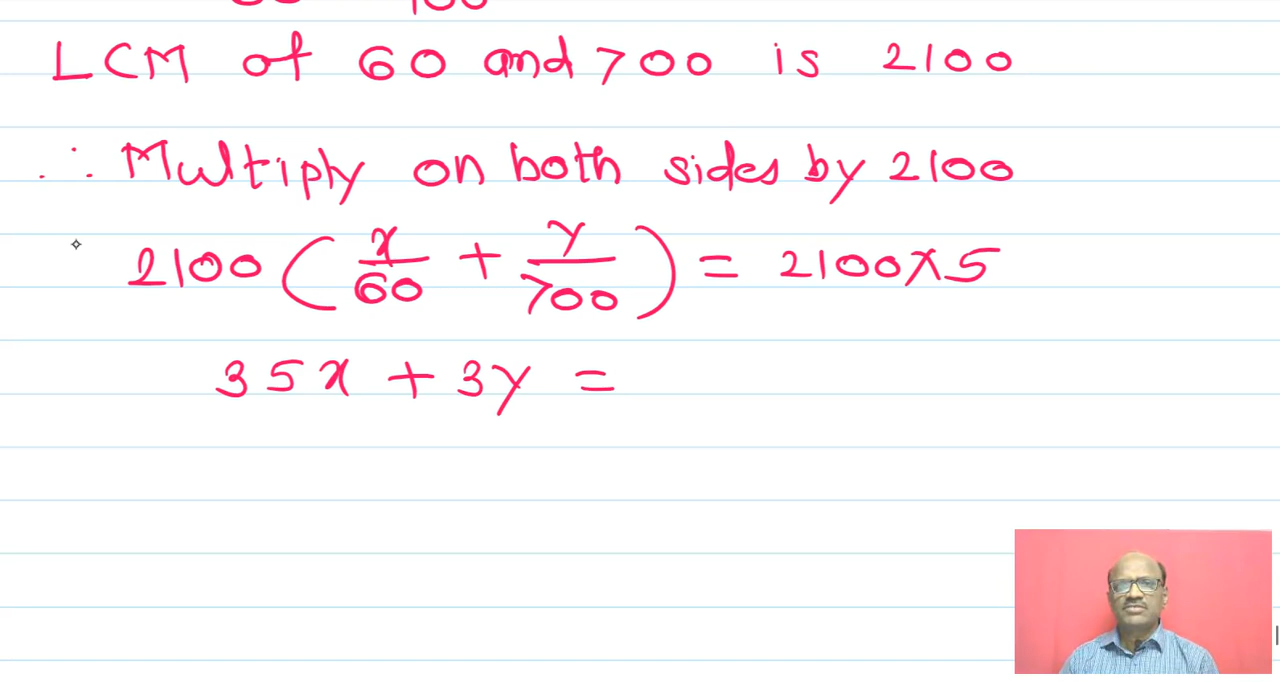 LCM of 60 and 700 is 2100
∴ Multiply on both sides by 2100
2100 ( x/60 + y/700 ) = 2100 × 5
35x + 3y =